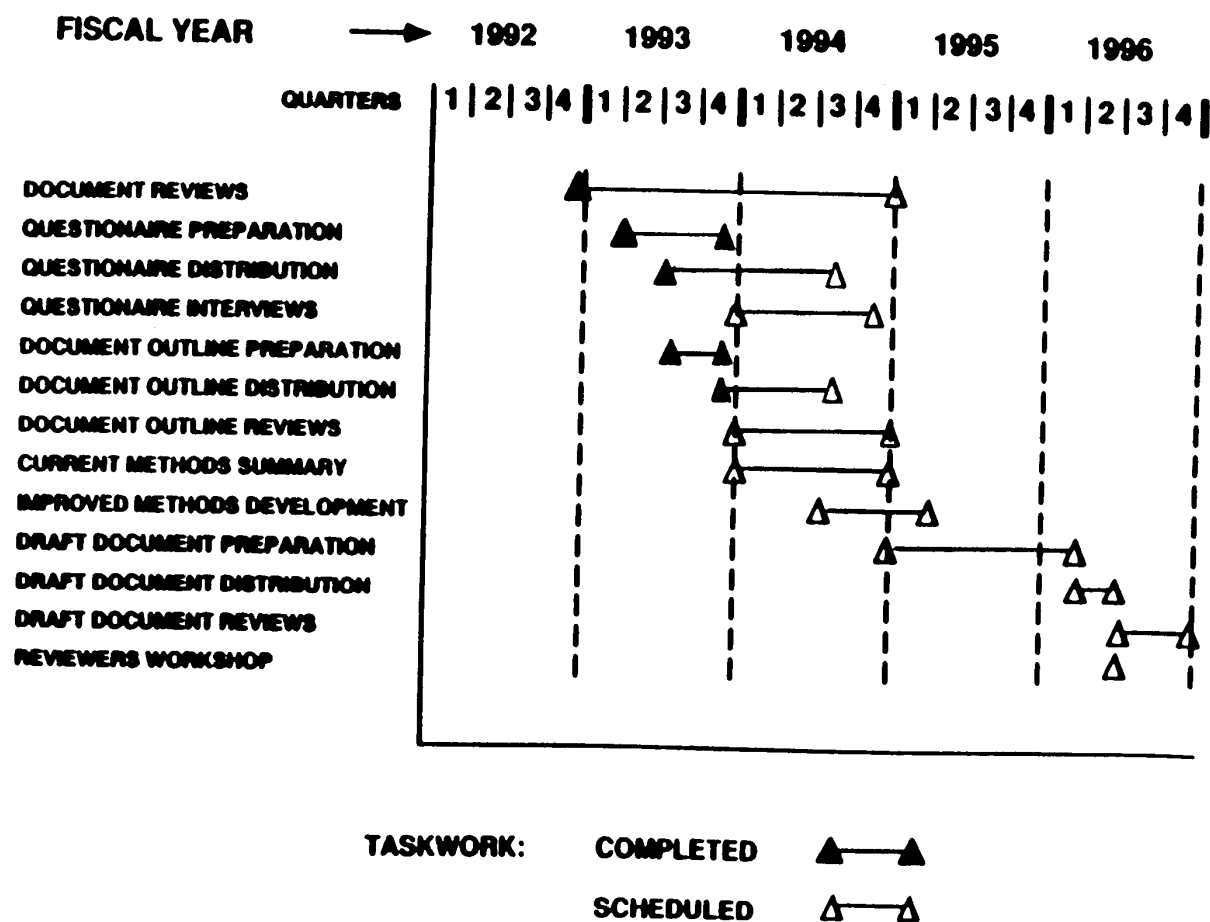 FISCAL YEAR 1992 1993 1994 1995 1996
QUARTERS 1 2 3 4 1 2 3 4 1 2 3 4 1 2 3 4 1 2 3 4
DOCUMENT REVIEWS
QUESTIONAIRE PREPARATION
QUESTIONAIRE DISTRIBUTION
QUESTIONAIRE INTERVIEWS
DOCUMENT OUTLINE PREPARATION
DOCUMENT OUTLINE DISTRIBUTION
DOCUMENT OUTLINE REVIEWS
CURRENT METHODS SUMMARY
IMPROVED METHODS DEVELOPMENT
DRAFT DOCUMENT PREPARATION
DRAFT DOCUMENT DISTRIBUTION
DRAFT DOCUMENT REVIEWS
REVIEWERS WORKSHOP
TASKWORK: COMPLETED
SCHEDULED